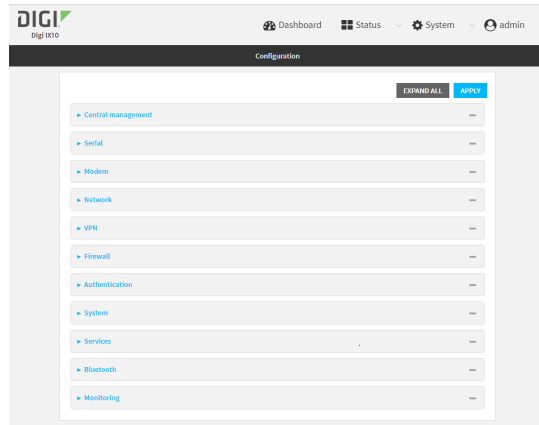 DIGI
Digi IX10
Dashboard Status System admin
Configuration
EXPAND ALL APPLY
Central management
Serial
Modem
Network
VPN
Firewall
Authentication
System
Services
Bluetooth
Monitoring